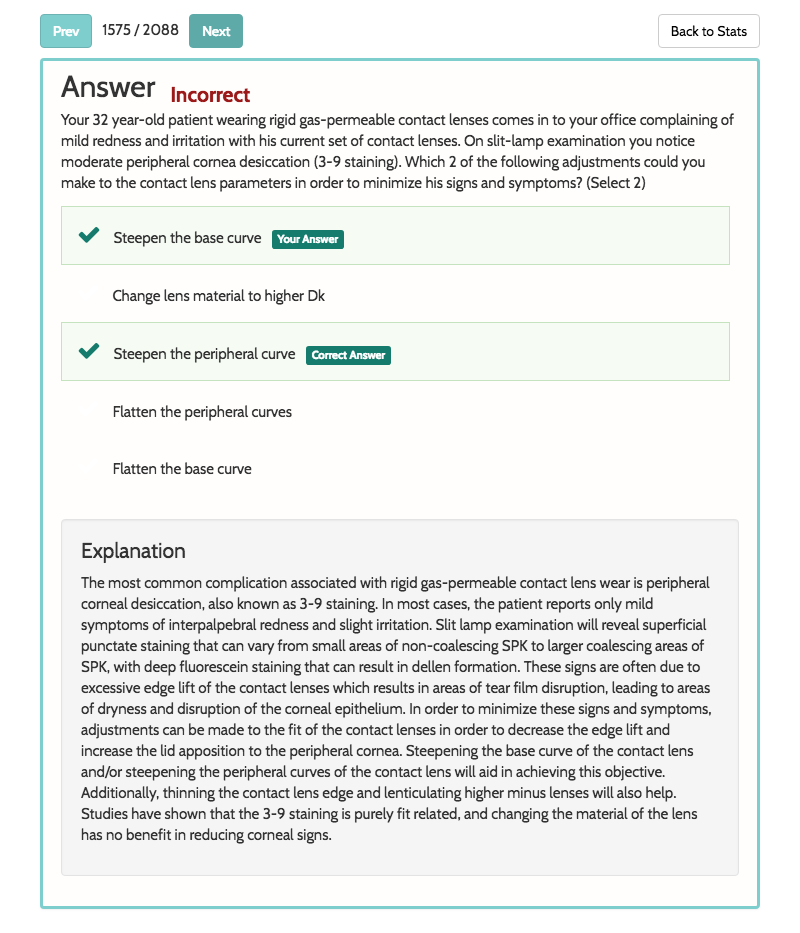 Prev 1575 / 2088 Next Back to Stats
Answer Incorrect
Your 32 year-old patient wearing rigid gas-permeable contact lenses comes in to your office complaining of
mild redness and irritation with his current set of contact lenses. On slit-lamp examination you notice
moderate peripheral cornea desiccation (3-9 staining). Which 2 of the following adjustments could you
make to the contact lens parameters in order to minimize his signs and symptoms? (Select 2)
Steepen the base curve Your Answer
Change lens material to higher Dk
Steepen the peripheral curve Correct Answer
Flatten the peripheral curves
Flatten the base curve
Explanation
The most common complication associated with rigid gas-permeable contact lens wear is peripheral
corneal desiccation, also known as 3-9 staining. In most cases, the patient reports only mild
symptoms of interpalpebral redness and slight irritation. Slit lamp examination will reveal superficial
punctate staining that can vary from small areas of non-coalescing SPK to larger coalescing areas of
SPK, with deep fluorescein staining that can result in dellen formation. These signs are often due to
excessive edge lift of the contact lenses which results in areas of tear film disruption, leading to areas
of dryness and disruption of the corneal epithelium. In order to minimize these signs and symptoms,
adjustments can be made to the fit of the contact lenses in order to decrease the edge lift and
increase the lid apposition to the peripheral cornea. Steepening the base curve of the contact lens
and/or steepening the peripheral curves of the contact lens will aid in achieving this objective.
Additionally, thinning the contact lens edge and lenticulating higher minus lenses will also help.
Studies have shown that the 3-9 staining is purely fit related, and changing the material of the lens
has no benefit in reducing corneal signs.